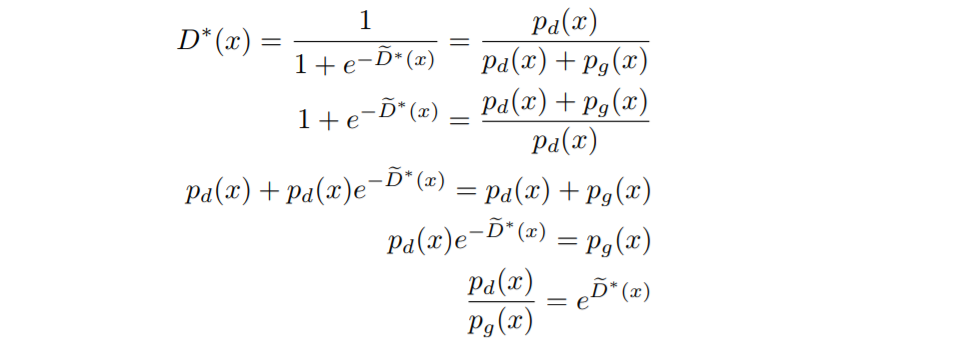 D*(x) = \frac{1}{1 + e^{-\widetilde{D}^*(x)}} = \frac{p_d(x)}{p_d(x) + p_g(x)}
1 + e^{-\widetilde{D}^*(x)} = \frac{p_d(x) + p_g(x)}{p_d(x)}
p_d(x) + p_d(x)e^{-\widetilde{D}^*(x)} = p_d(x) + p_g(x)
p_d(x)e^{-\widetilde{D}^*(x)} = p_g(x)
\frac{p_d(x)}{p_g(x)} = e^{\widetilde{D}^*(x)}